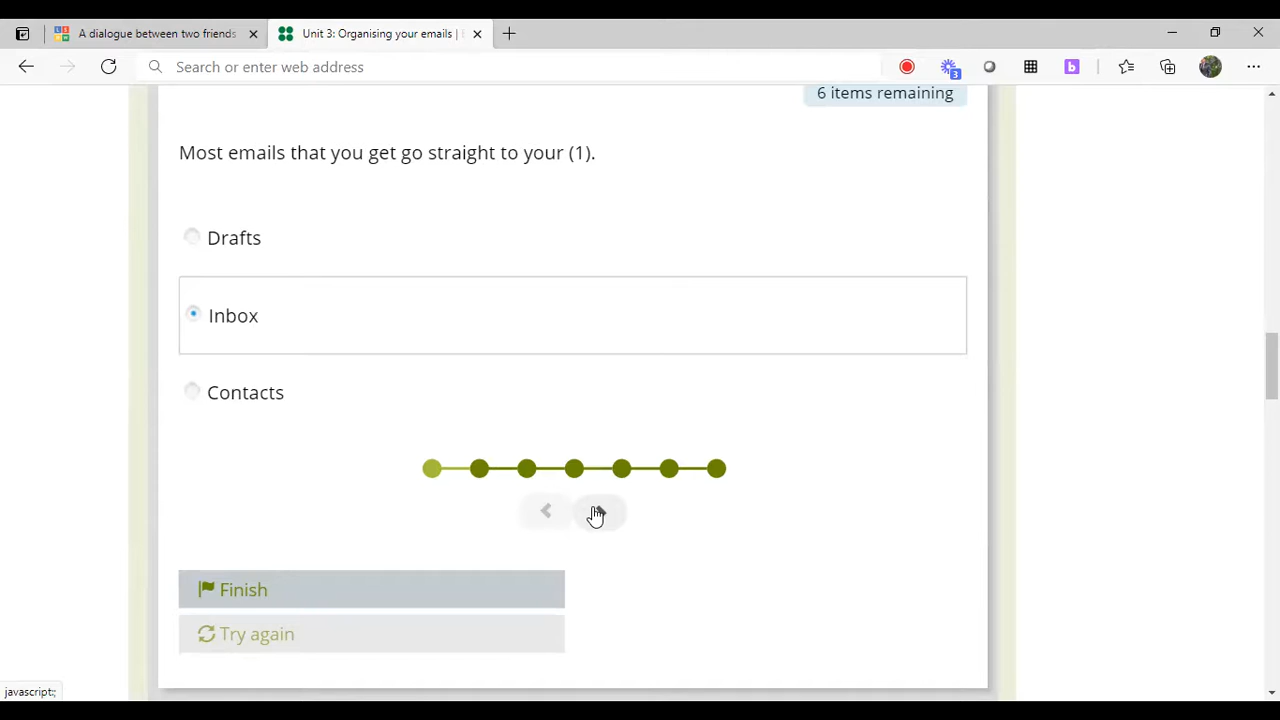 A dialogue between two friends
Unit 3: Organising your emails |
Search or enter web address
3
b
6 items remaining
Most emails that you get go straight to your (1).
Drafts
Inbox
Contacts
Finish
Try again
javascript:;